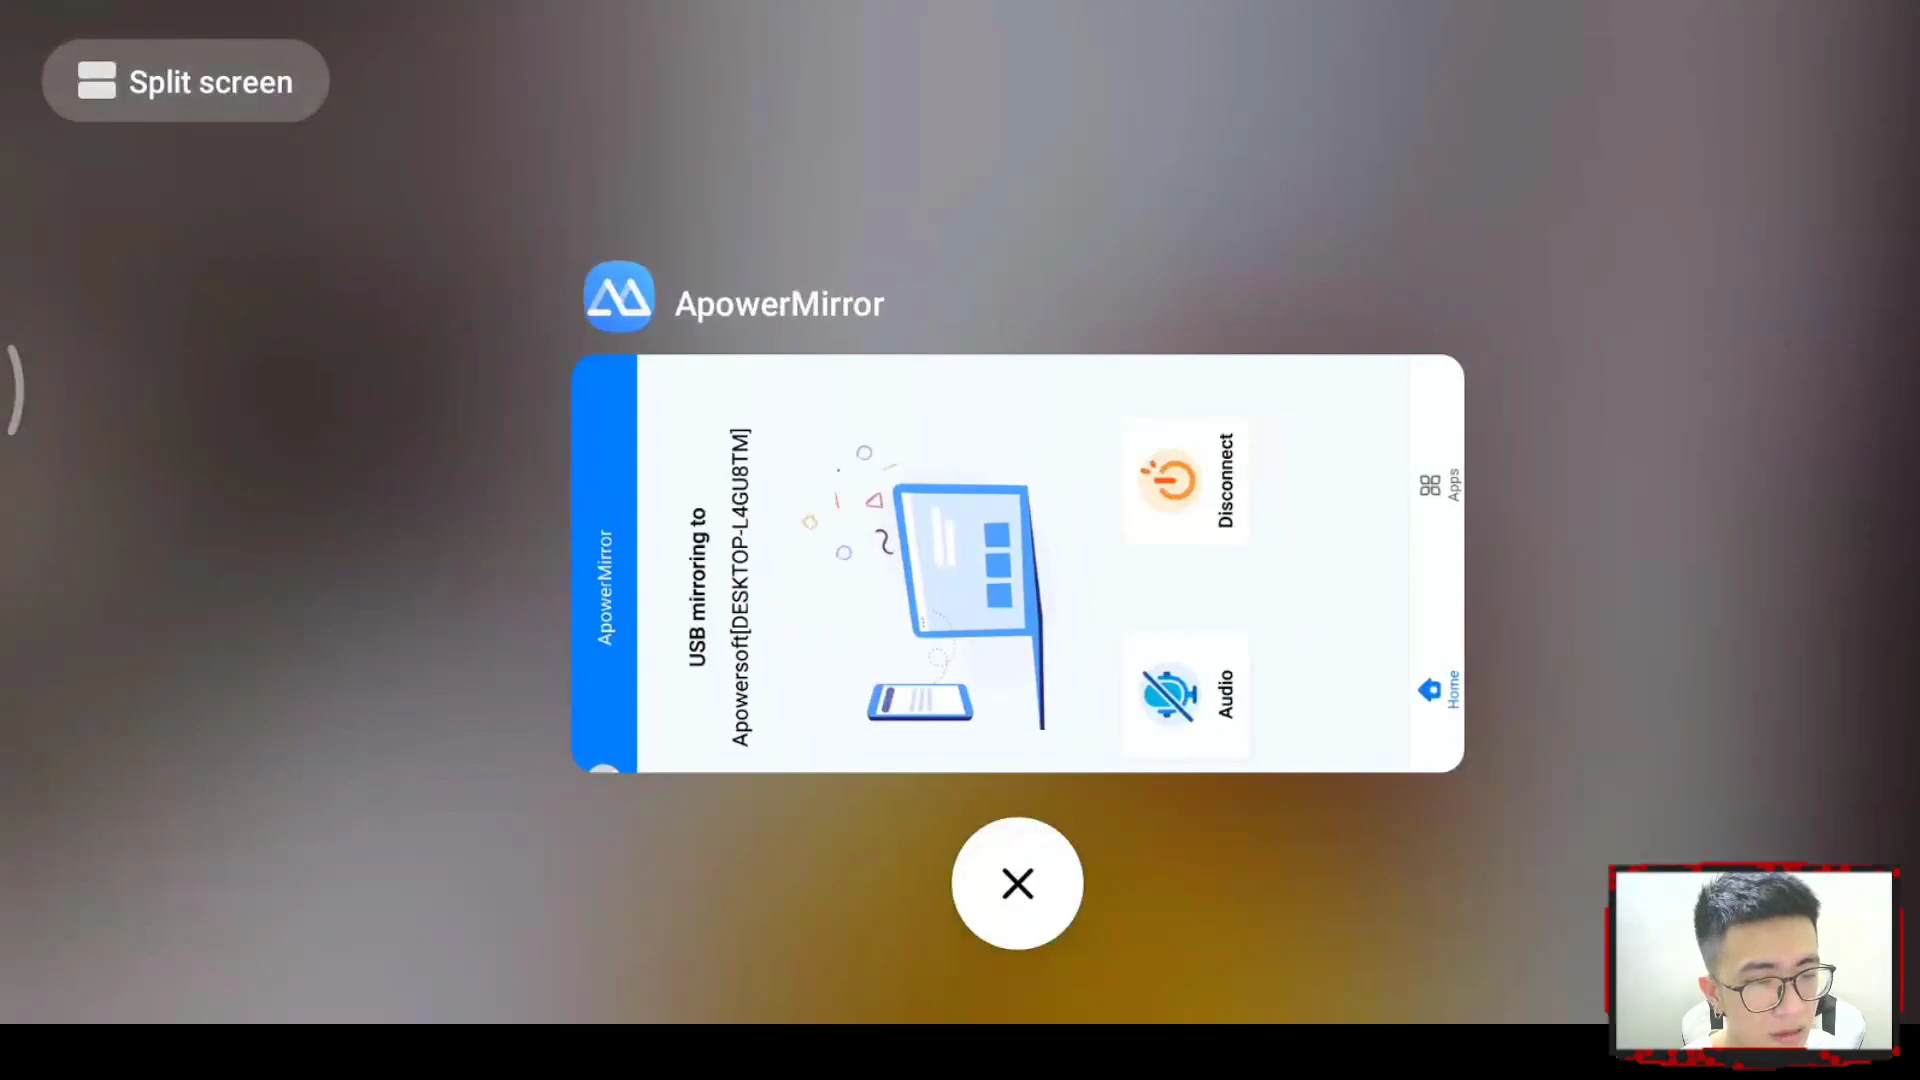 Split screen
ApowerMirror
ApowerMirror
USB mirroring to
Apowersoft[DESKTOP-L4GU8TM]
Audio
Disconnect
Home
Apps